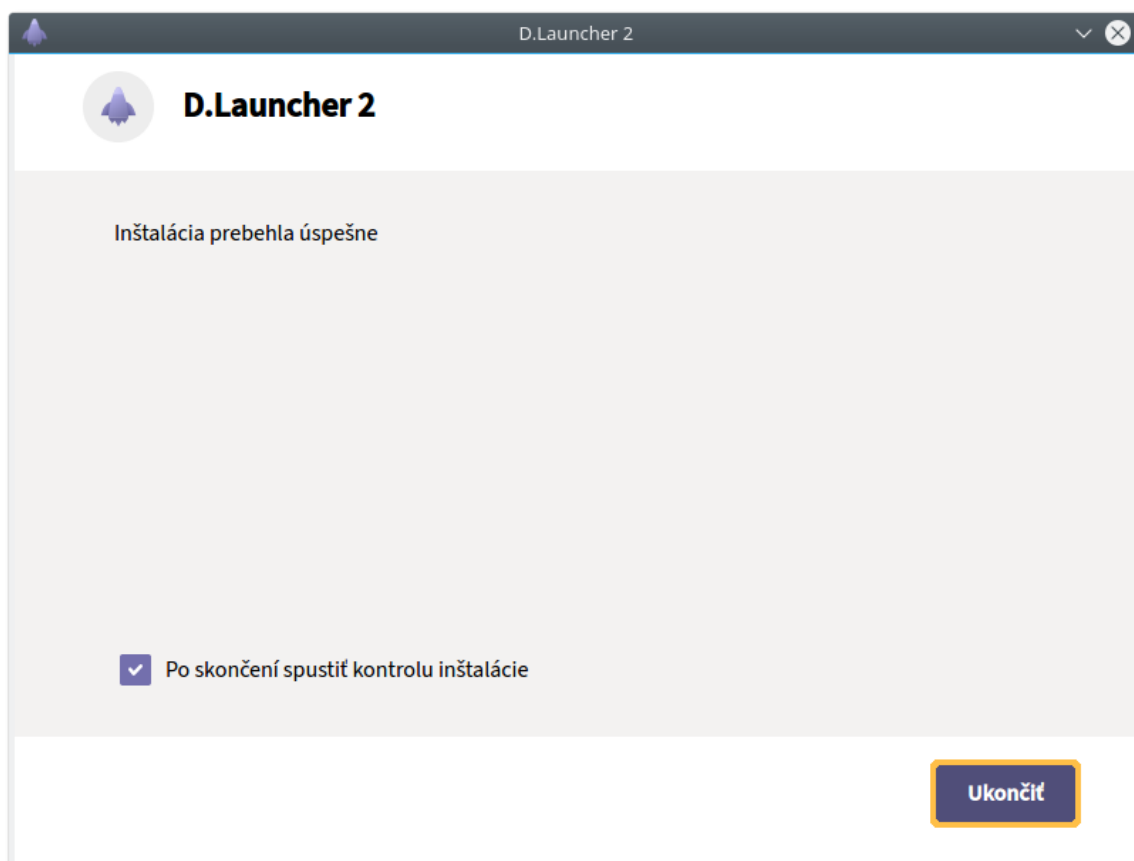 D.Launcher 2
D.Launcher 2
Inštalácia prebehla úspešne
Po skončení spustiť kontrolu inštalácie
Ukončiť